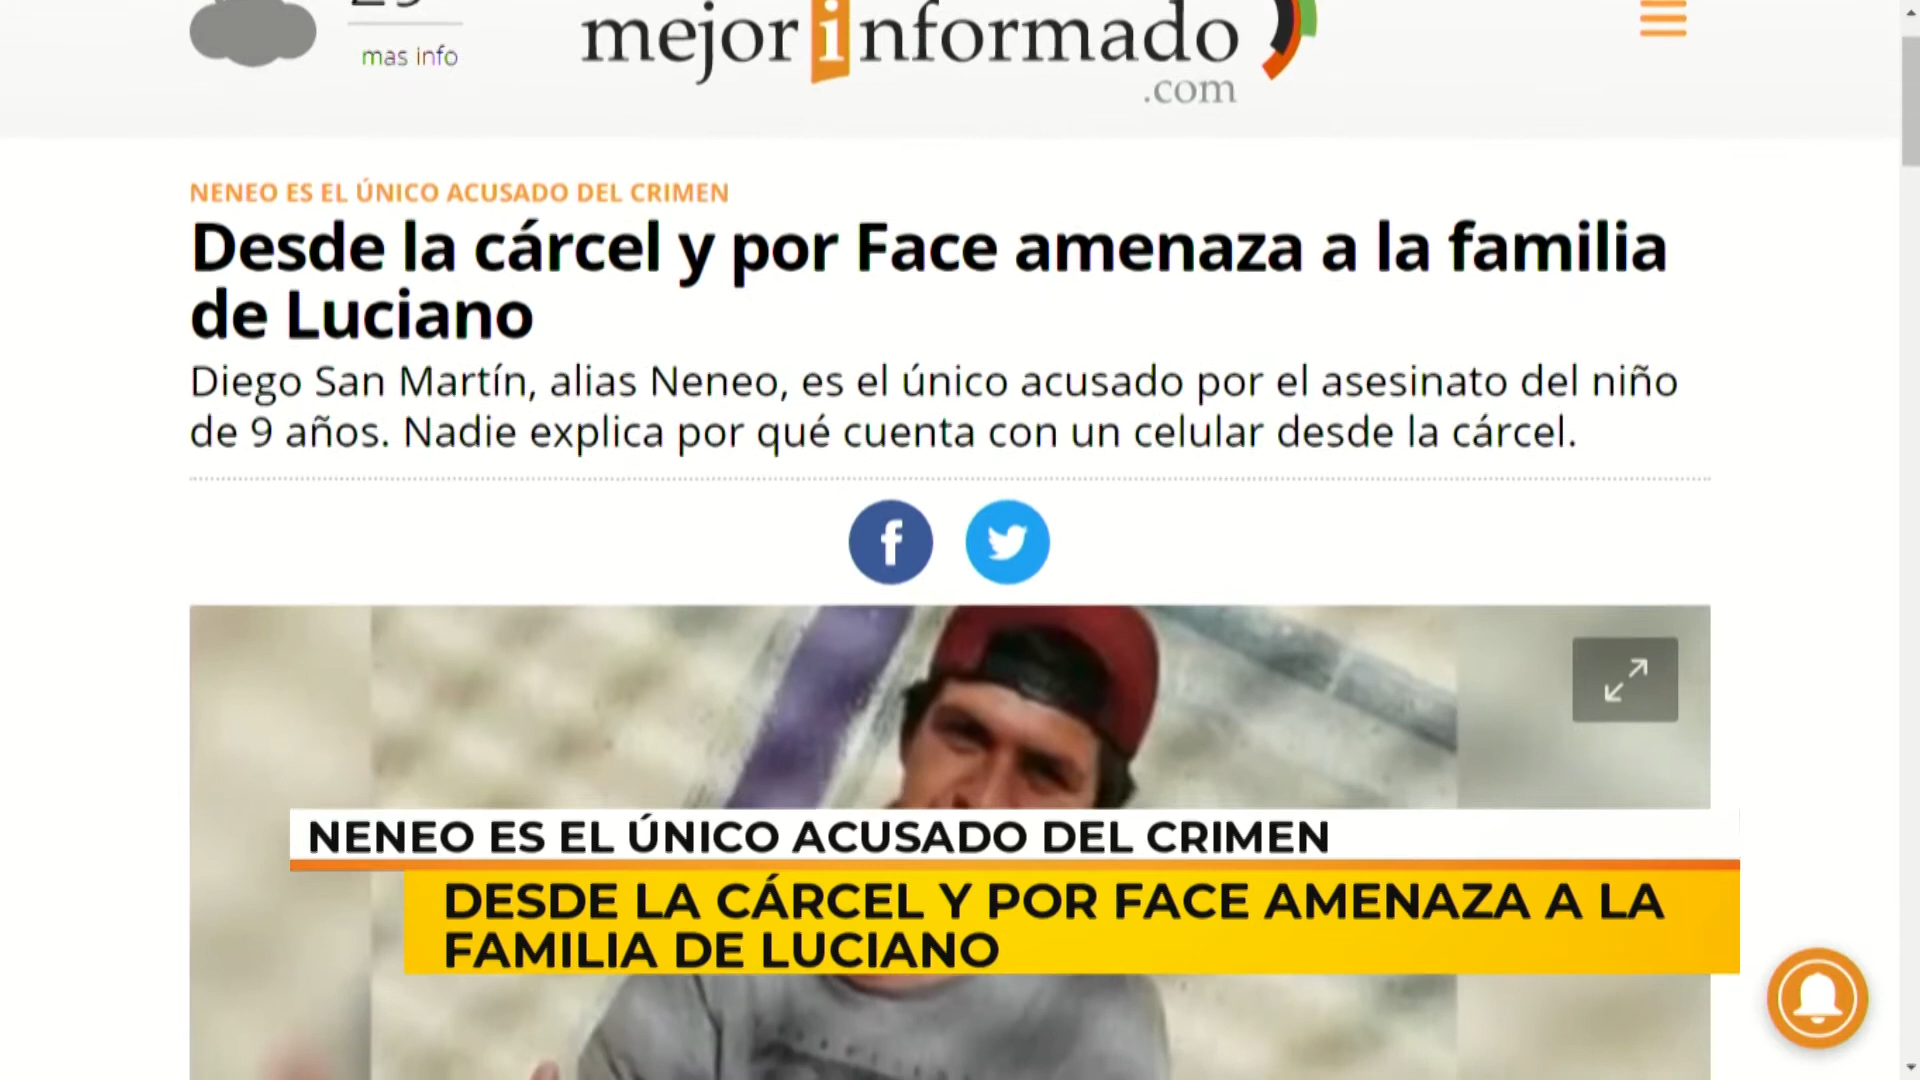 mas info
mejorinformado
.com
NENEO ES EL ÚNICO ACUSADO DEL CRIMEN
Desde la cárcel y por Face amenaza a la familia
de Luciano
Diego San Martín, alias Neneo, es el único acusado por el asesinato del niño
de 9 años. Nadie explica por qué cuenta con un celular desde la cárcel.
NENEO ES EL ÚNICO ACUSADO DEL CRIMEN
DESDE LA CÁRCEL Y POR FACE AMENAZA A LA
FAMILIA DE LUCIANO